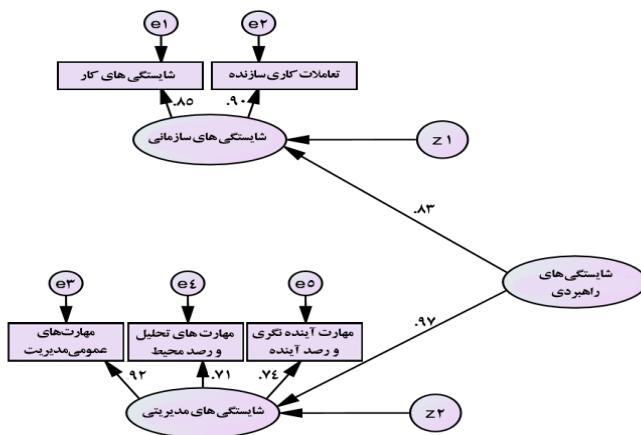 e۱
e۲
شایستگی های کار
تعاملات کاری سازنده
.۸۵
.۹۰
شایستگی های سازمانی
z۱
.۸۳
شایستگی های
راهبردی
.۹۷
e۳
e٤
e۵
مهارت‌های
عمومی مدیریت
مهارت های تحلیل
و رصد محیط
مهارت آینده نگری
و رصد آینده
.۹۲
.۷۱
.۷٤
شایستگی های مدیریتی
z۲